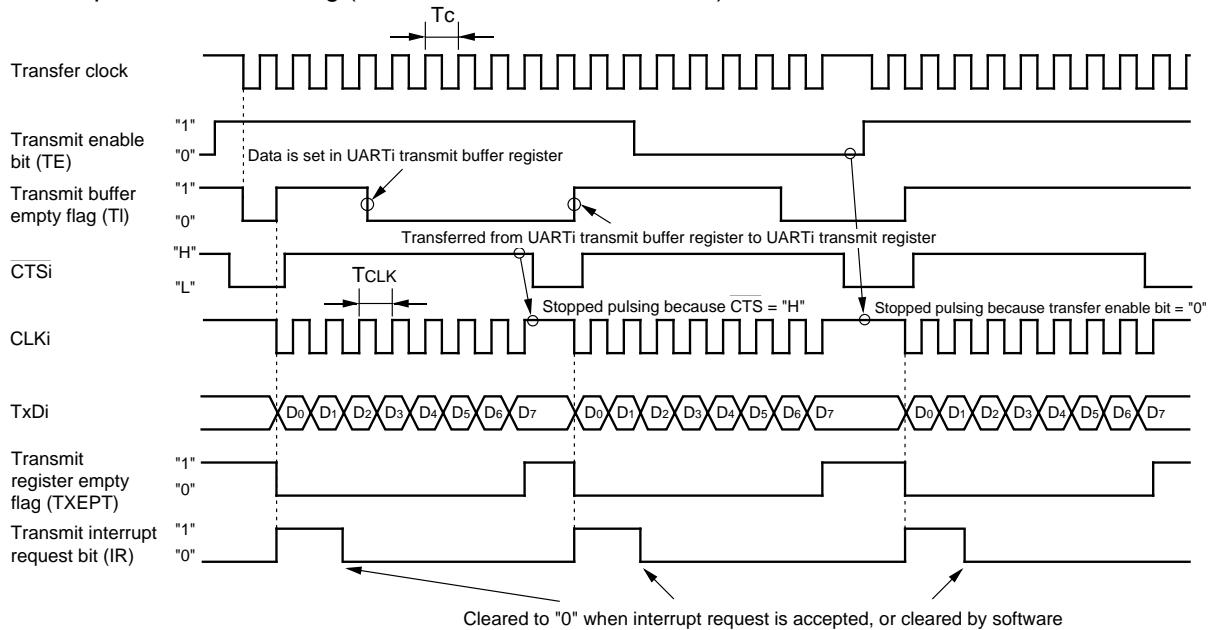 Tc
Transfer clock
Transmit enable
bit (TE)
"1"
"0"
Data is set in UARTi transmit buffer register
Transmit buffer
empty flag (TI)
"1"
"0"
Transferred from UARTi transmit buffer register to UARTi transmit register
CTSi
"H"
"L"
TCLK
Stopped pulsing because CTS = "H"
Stopped pulsing because transfer enable bit = "0"
CLKi
TxDi
D0 D1 D2 D3 D4 D5 D6 D7 D0 D1 D2 D3 D4 D5 D6 D7 D0 D1 D2 D3 D4 D5 D6 D7
Transmit
register empty
flag (TXEPT)
"1"
"0"
Transmit interrupt
request bit (IR)
"1"
"0"
Cleared to "0" when interrupt request is accepted, or cleared by software